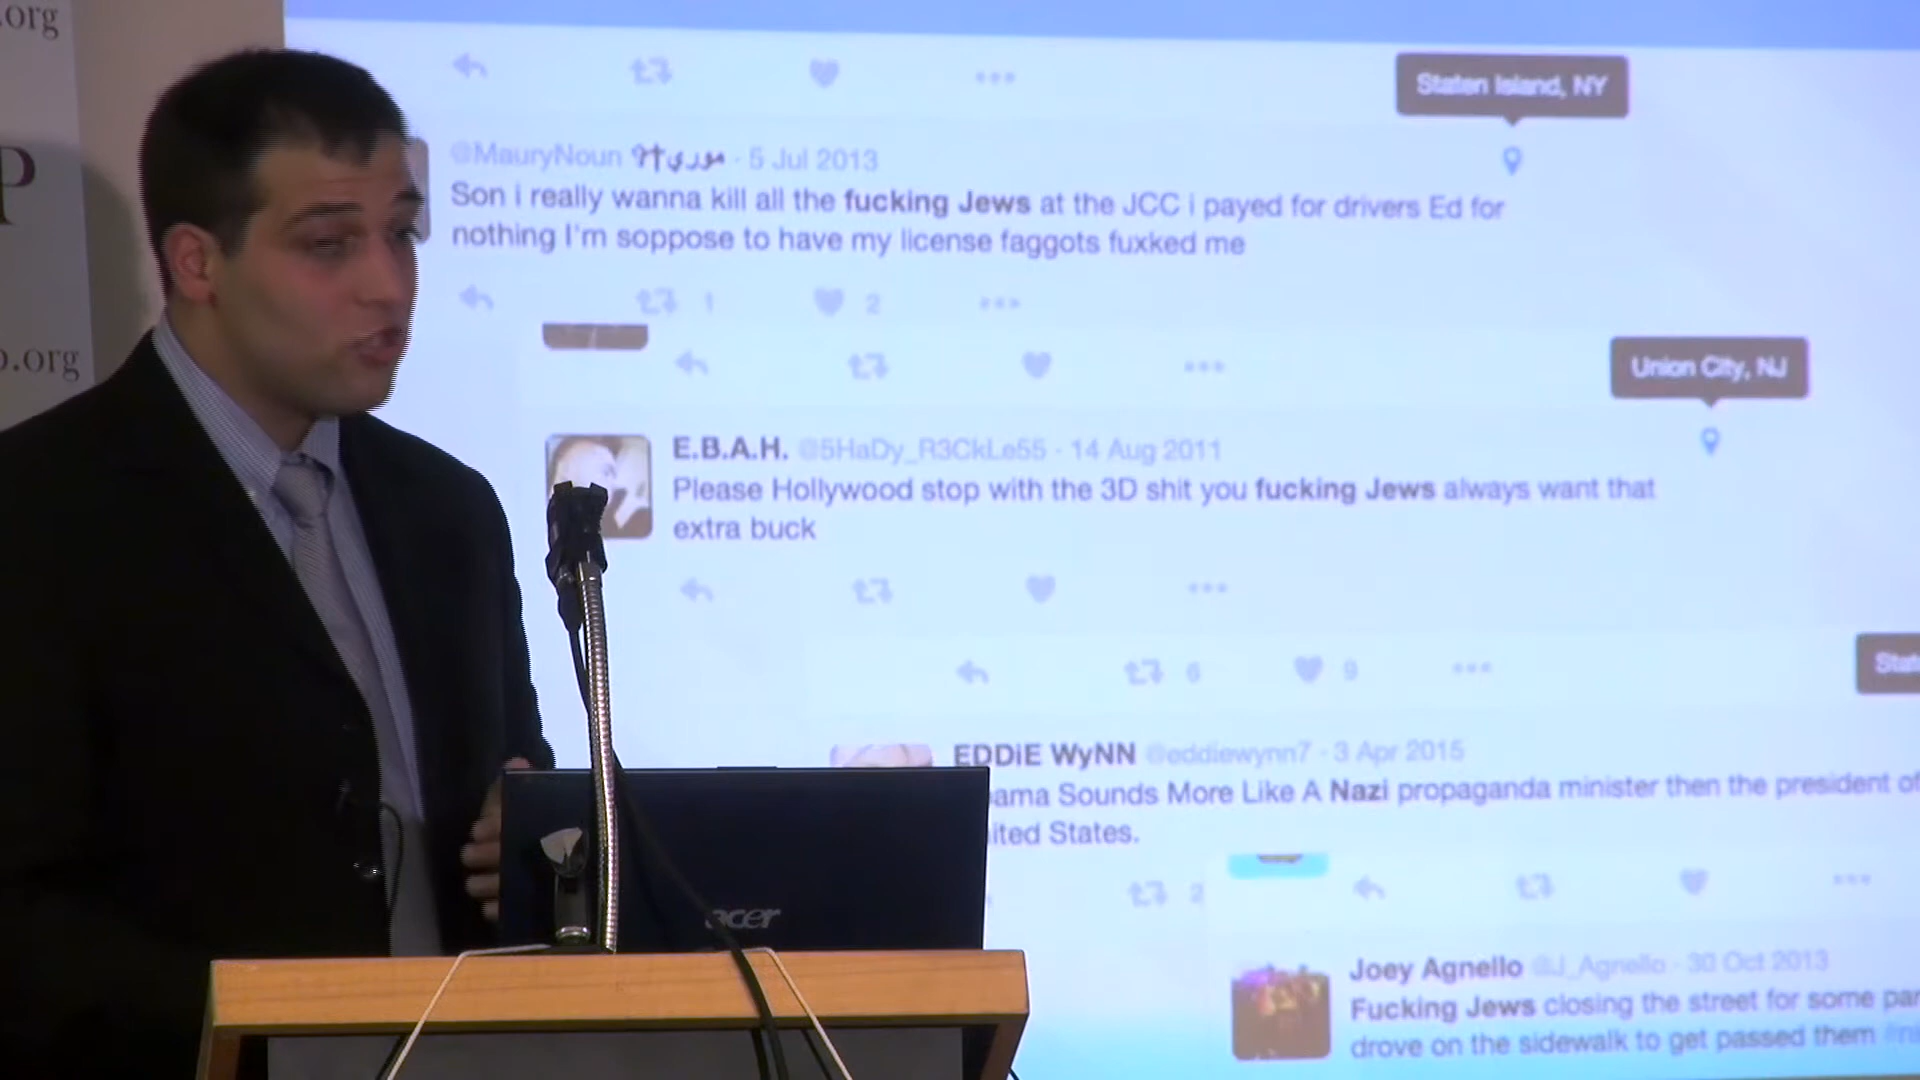 .org
P
o.org
Staten Island, NY
@MauryNoun موري · 5 Jul 2013
Son i really wanna kill all the fucking Jews at the JCC i payed for drivers Ed for
nothing I'm soppose to have my license faggots fuxked me
1 2
Union City, NJ
E.B.A.H. @5HaDy_R3CkLe55 · 14 Aug 2011
Please Hollywood stop with the 3D shit you fucking Jews always want that
extra buck
6 9
Stat
EDDiE WyNN @eddiewynn7 · 3 Apr 2015
ama Sounds More Like A Nazi propaganda minister then the president of
ited States.
2
Joey Agnello @J_Agnello · 30 Oct 2013
Fucking Jews closing the street for some par
drove on the sidewalk to get passed them
acer